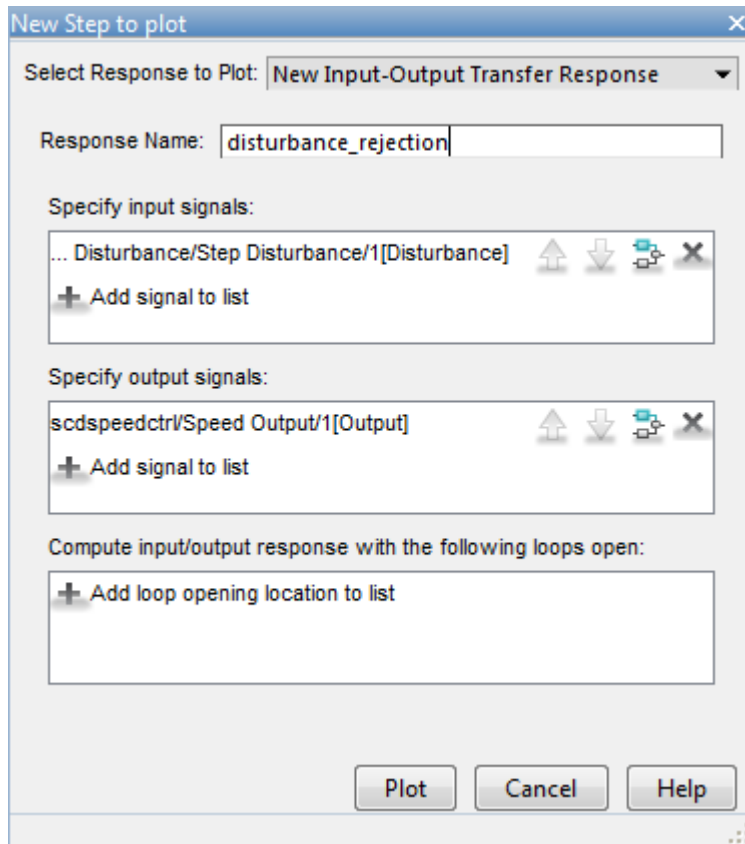 New Step to plot
Select Response to Plot: New Input-Output Transfer Response
Response Name: disturbance_rejection
Specify input signals:
... Disturbance/Step Disturbance/1[Disturbance]
Add signal to list
Specify output signals:
scdspeedctrl/Speed Output/1[Output]
Add signal to list
Compute input/output response with the following loops open:
Add loop opening location to list
Plot Cancel Help